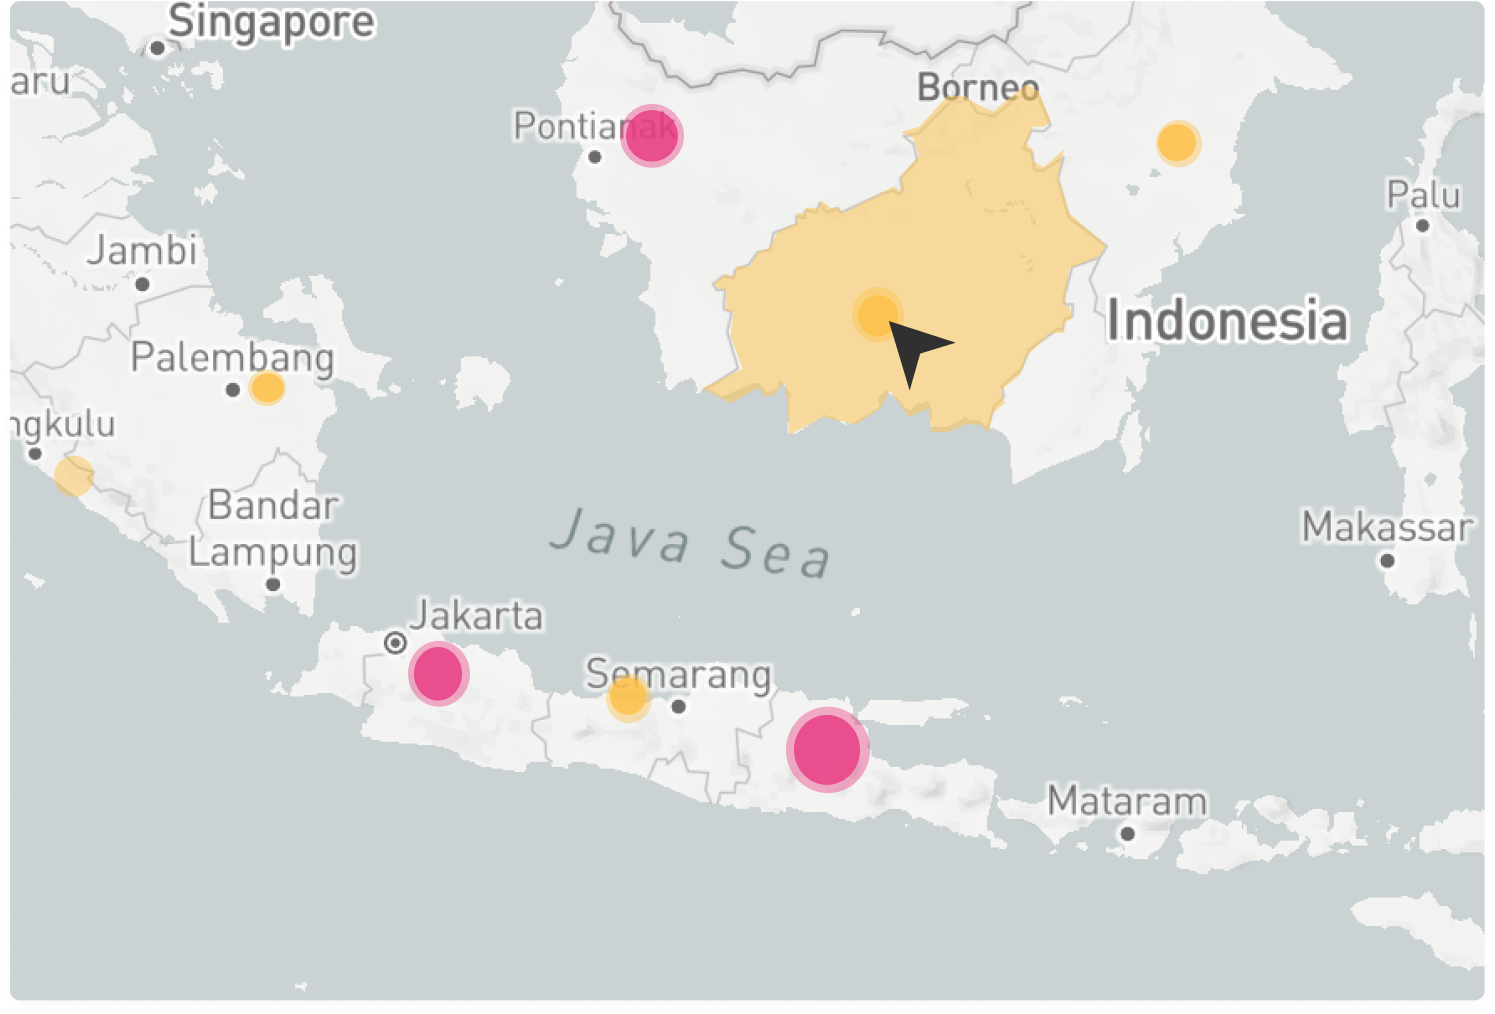 Singapore
aru
Borneo
Pontianak
Palu
Jambi
Indonesia
Palembang
ngkulu
Bandar
Lampung
Java Sea
Makassar
Jakarta
Semarang
Mataram